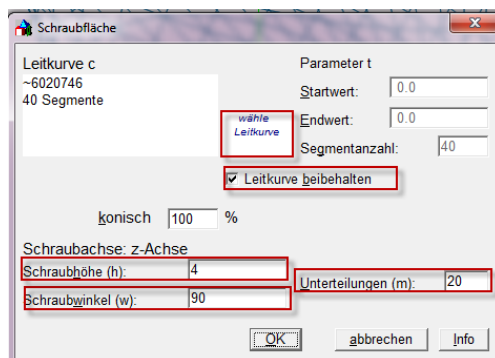 Schraubfläche
Leitkurve c
~6020746
40 Segmente
wähle
Leitkurve
Parameter t
Startwert: 0.0
Endwert: 0.0
Segmentanzahl: 40
Leitkurve beibehalten
konisch 100 %
Schraubachse: z-Achse
Schraubhöhe (h): 4
Schraubwinkel (w): 90
Unterteilungen (m): 20
OK
abbrechen
Info